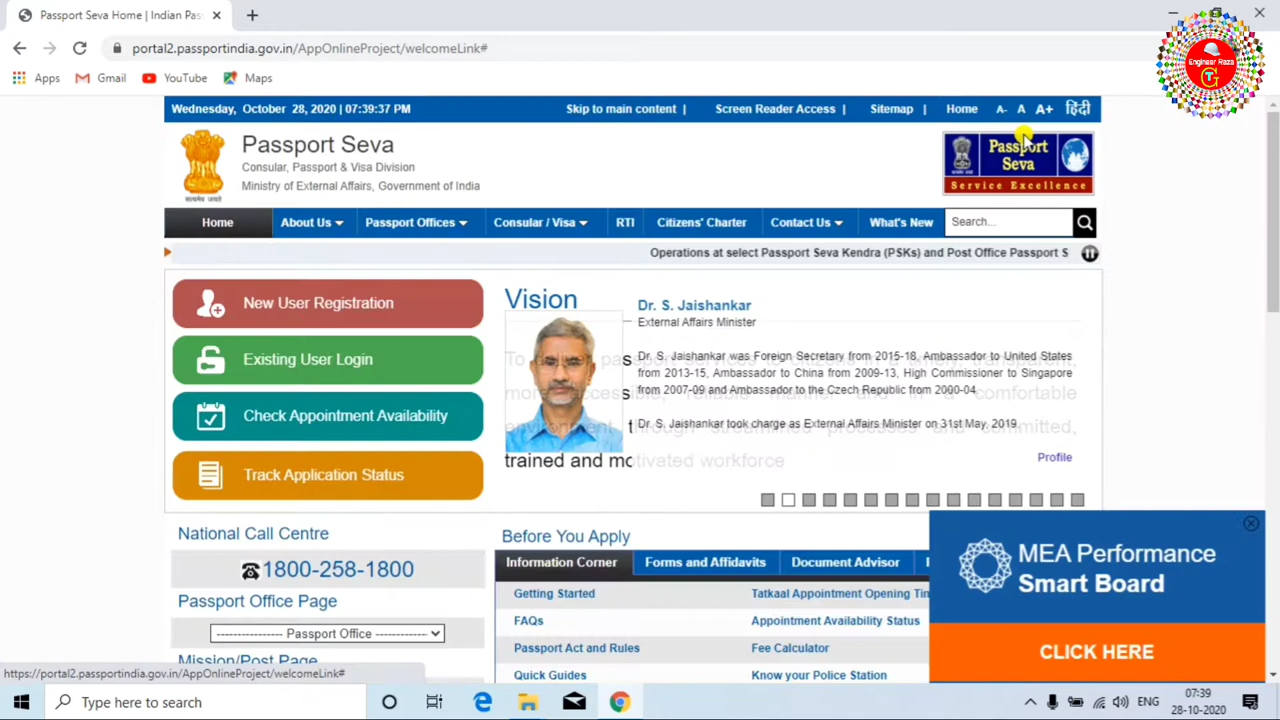 Passport Seva Home | Indian Pas
portal2.passportindia.gov.in/AppOnlineProject/welcomeLink#
Apps Gmail YouTube Maps
Engineer Raza
TG
Wednesday, October 28, 2020 | 07:39:37 PM Skip to main content | Screen Reader Access | Sitemap | Home A- A A+ हिंदी
Passport Seva
Consular, Passport & Visa Division
Ministry of External Affairs, Government of India
सत्यमेव जयते
Passport
Seva
Service Excellence
Home About Us Passport Offices Consular / Visa RTI Citizens' Charter Contact Us What's New Search...
Operations at select Passport Seva Kendra (PSKs) and Post Office Passport S
New User Registration
Existing User Login
Check Appointment Availability
Track Application Status
Vision
Dr. S. Jaishankar
External Affairs Minister
Dr. S. Jaishankar was Foreign Secretary from 2015-18, Ambassador to United States
from 2013-15, Ambassador to China from 2009-13, High Commissioner to Singapore
from 2007-09 and Ambassador to the Czech Republic from 2000-04.
Dr. S. Jaishankar took charge as External Affairs Minister on 31st May, 2019.
trained and motivated workforce
Profile
National Call Centre
1800-258-1800
Passport Office Page
---------------- Passport Office ------------
Mission/Post Page
Before You Apply
Information Corner Forms and Affidavits Document Advisor
Getting Started Tatkaal Appointment Opening Tin
FAQs Appointment Availability Status
Passport Act and Rules Fee Calculator
Quick Guides Know your Police Station
MEA Performance
Smart Board
CLICK HERE
https://portal2.passportindia.gov.in/AppOnlineProject/welcomeLink#
Type here to search
ENG
07:39
28-10-2020